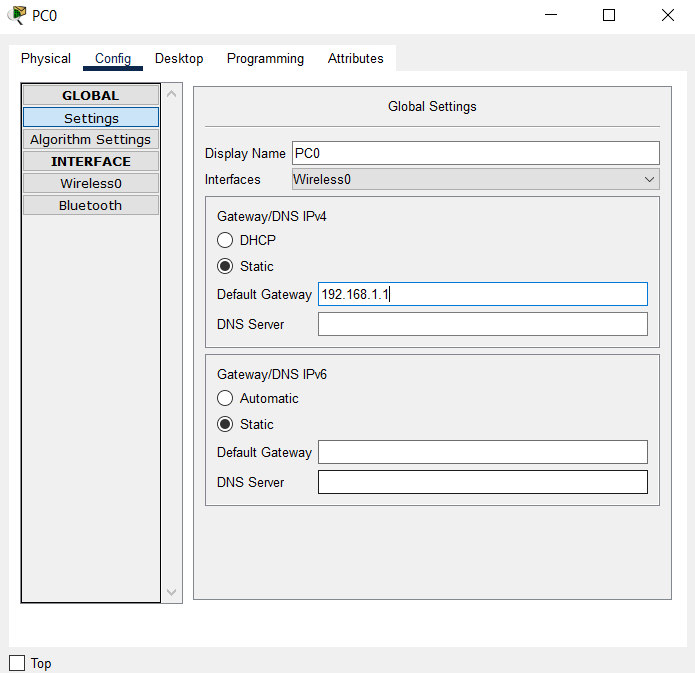 PC0
Physical Config Desktop Programming Attributes
GLOBAL
Settings
Algorithm Settings
INTERFACE
Wireless0
Bluetooth
Global Settings
Display Name PC0
Interfaces Wireless0
Gateway/DNS IPv4
DHCP
Static
Default Gateway 192.168.1.1
DNS Server
Gateway/DNS IPv6
Automatic
Static
Default Gateway
DNS Server
Top